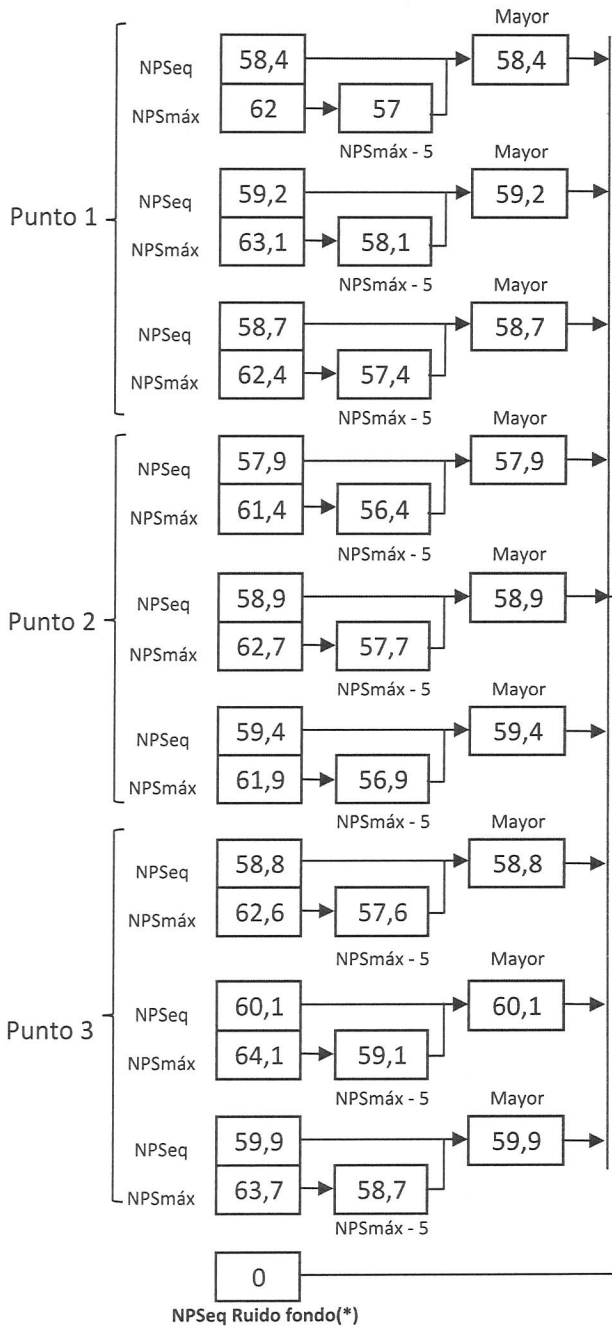 Mayor
NPSeq 58,4 58,4
NPSmáx 62 57
NPSmáx - 5
Mayor
NPSeq 59,2 59,2
Punto 1
NPSmáx 63,1 58,1
NPSmáx - 5
Mayor
NPSeq 58,7 58,7
NPSmáx 62,4 57,4
NPSmáx - 5
Mayor
NPSeq 57,9 57,9
NPSmáx 61,4 56,4
NPSmáx - 5
Mayor
NPSeq 58,9 58,9
Punto 2
NPSmáx 62,7 57,7
NPSmáx - 5
Mayor
NPSeq 59,4 59,4
NPSmáx 61,9 56,9
NPSmáx - 5
Mayor
NPSeq 58,8 58,8
NPSmáx 62,6 57,6
NPSmáx - 5
Mayor
NPSeq 60,1 60,1
Punto 3
NPSmáx 64,1 59,1
NPSmáx - 5
Mayor
NPSeq 59,9 59,9
NPSmáx 63,7 58,7
NPSmáx - 5
0
NPSeq Ruido fondo(*)